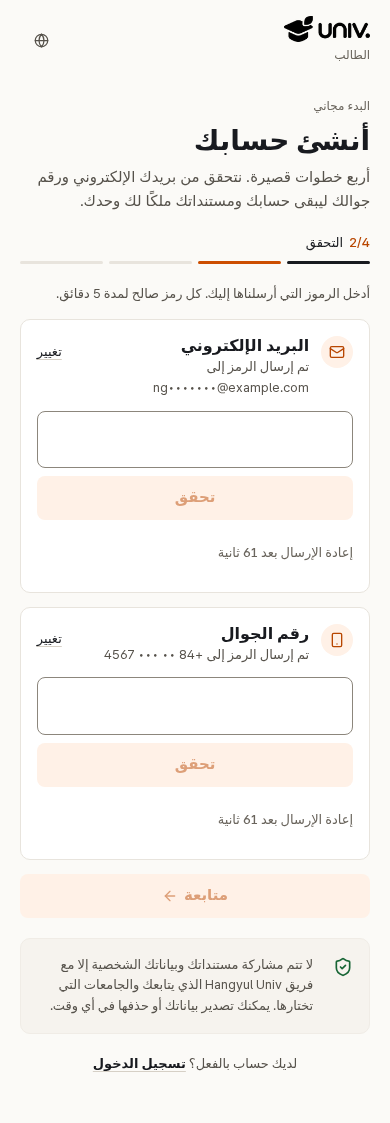 UNIV.
الطالب
البدء مجاني
أنشئ حسابك
أربع خطوات قصيرة. نتحقق من بريدك الإلكتروني ورقم
جوالك ليبقى حسابك ومستنداتك ملكًا لك وحدك.
2/4 التحقق
أدخل الرموز التي أرسلناها إليك. كل رمز صالح لمدة 5 دقائق.
البريد الإلكتروني
تغيير
تم إرسال الرمز إلى
ng•••••••@example.com
تحقق
إعادة الإرسال بعد 61 ثانية
رقم الجوال
تغيير
تم إرسال الرمز إلى +84 •• ••• 4567
تحقق
إعادة الإرسال بعد 61 ثانية
متابعة ←
لا تتم مشاركة مستنداتك وبياناتك الشخصية إلا مع
فريق Hangyul Univ الذي يتابعك والجامعات التي
تختارها. يمكنك تصدير بياناتك أو حذفها في أي وقت.
لديك حساب بالفعل؟ تسجيل الدخول